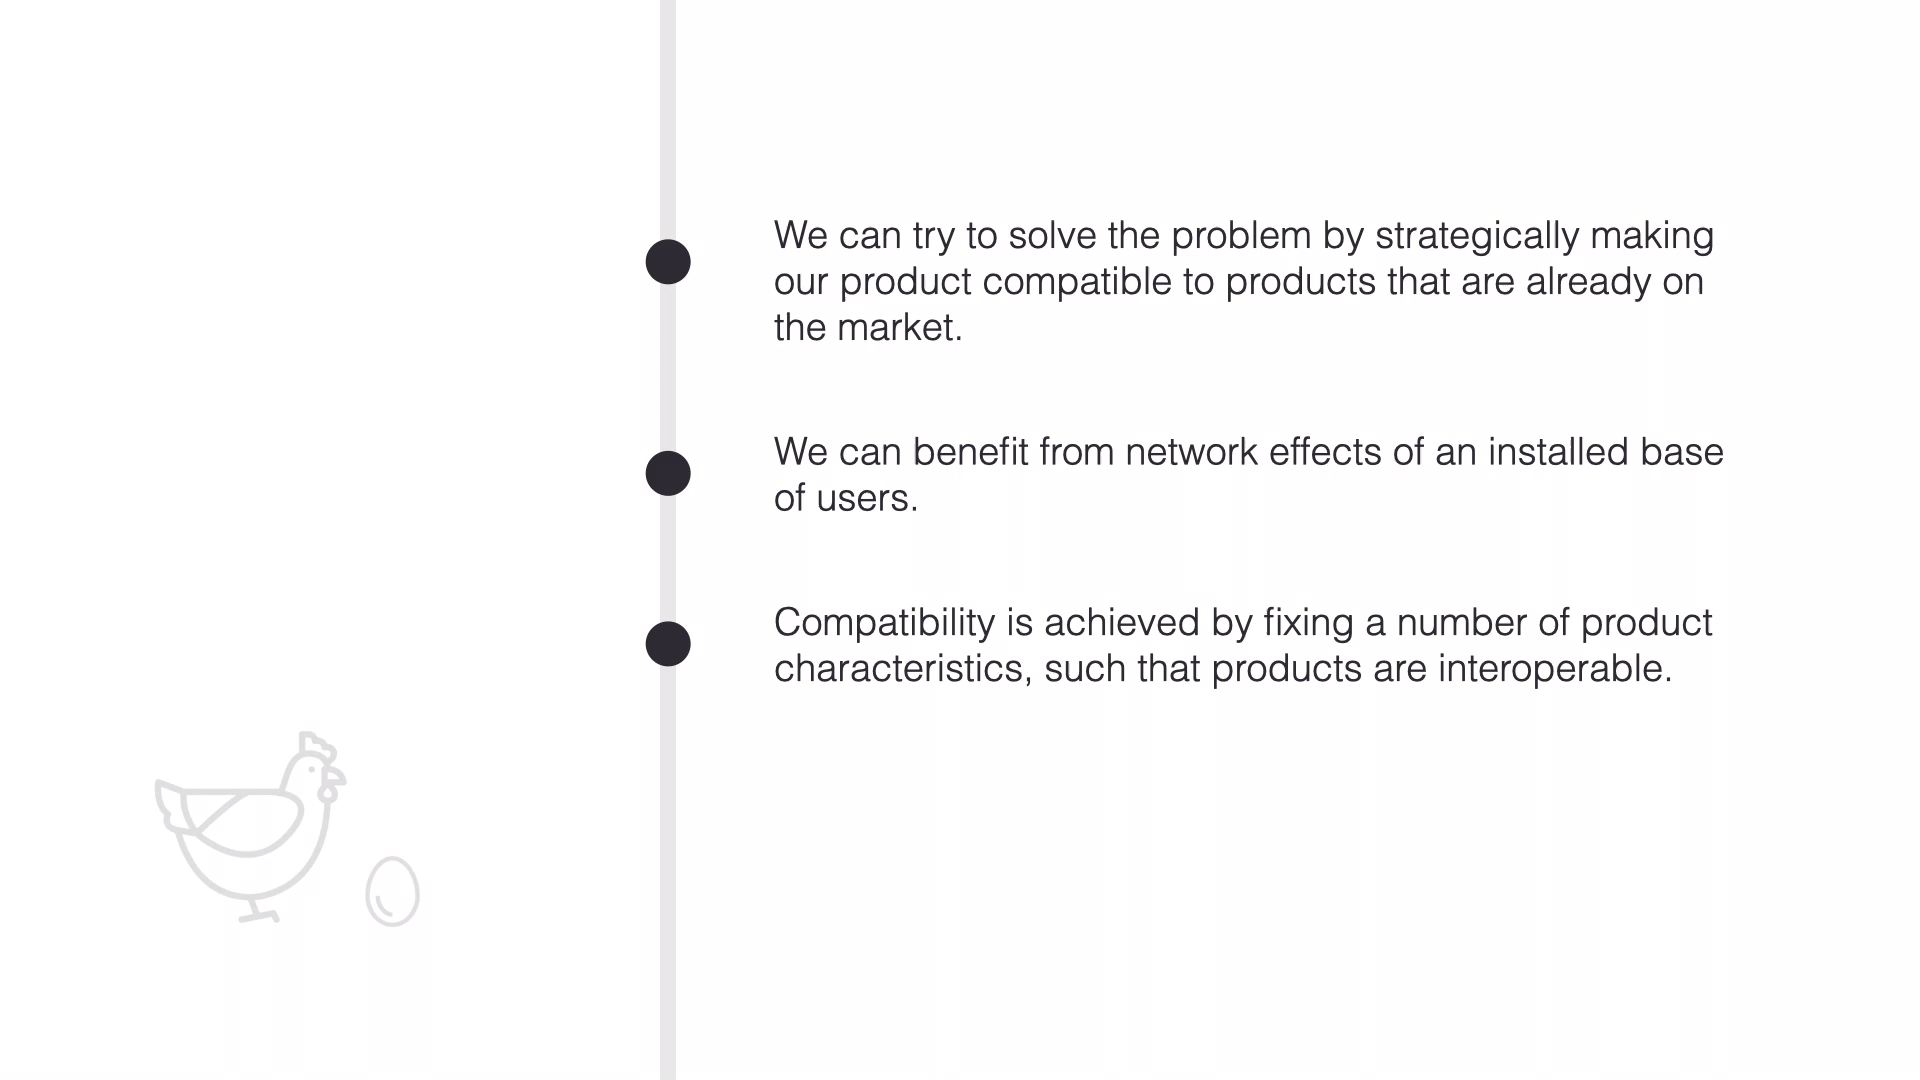 We can try to solve the problem by strategically making
our product compatible to products that are already on
the market.
We can benefit from network effects of an installed base
of users.
Compatibility is achieved by fixing a number of product
characteristics, such that products are interoperable.